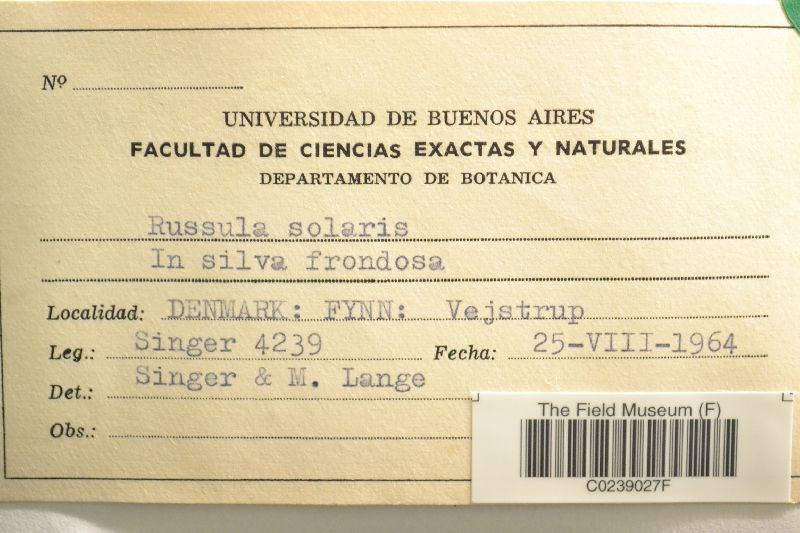 Nº
UNIVERSIDAD DE BUENOS AIRES
FACULTAD DE CIENCIAS EXACTAS Y NATURALES
DEPARTAMENTO DE BOTANICA
Russula solaris
In silva frondosa
Localidad: DENMARK: FYNN: Vejstrup
Leg.: Singer 4239 Fecha: 25-VIII-1964
Det.: Singer & M. Lange
Obs.:
The Field Museum (F)
C0239027F